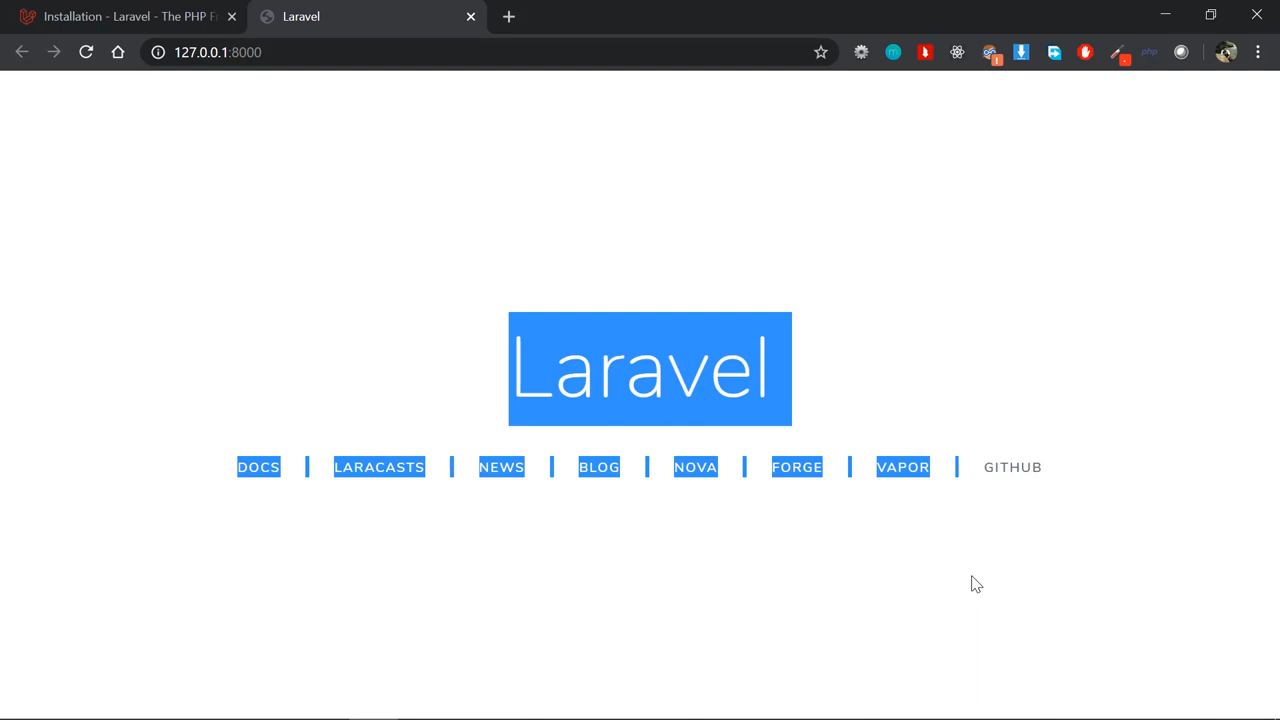 Installation - Laravel - The PHP Fr
Laravel
127.0.0.1:8000
php
Laravel
DOCS LARACASTS NEWS BLOG NOVA FORGE VAPOR GITHUB